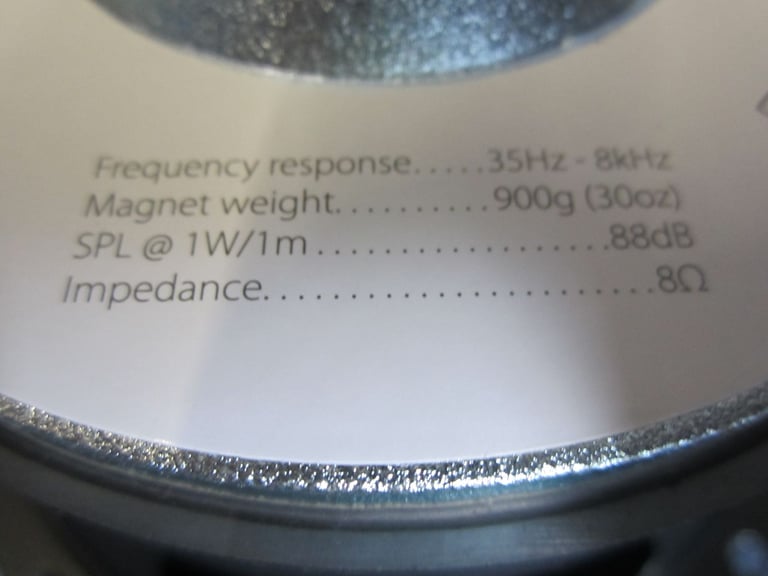 Frequency response.....35Hz - 8kHz
Magnet weight..........900g (30oz)
SPL @ 1W/1m...................88dB
Impedance.........................8Ω